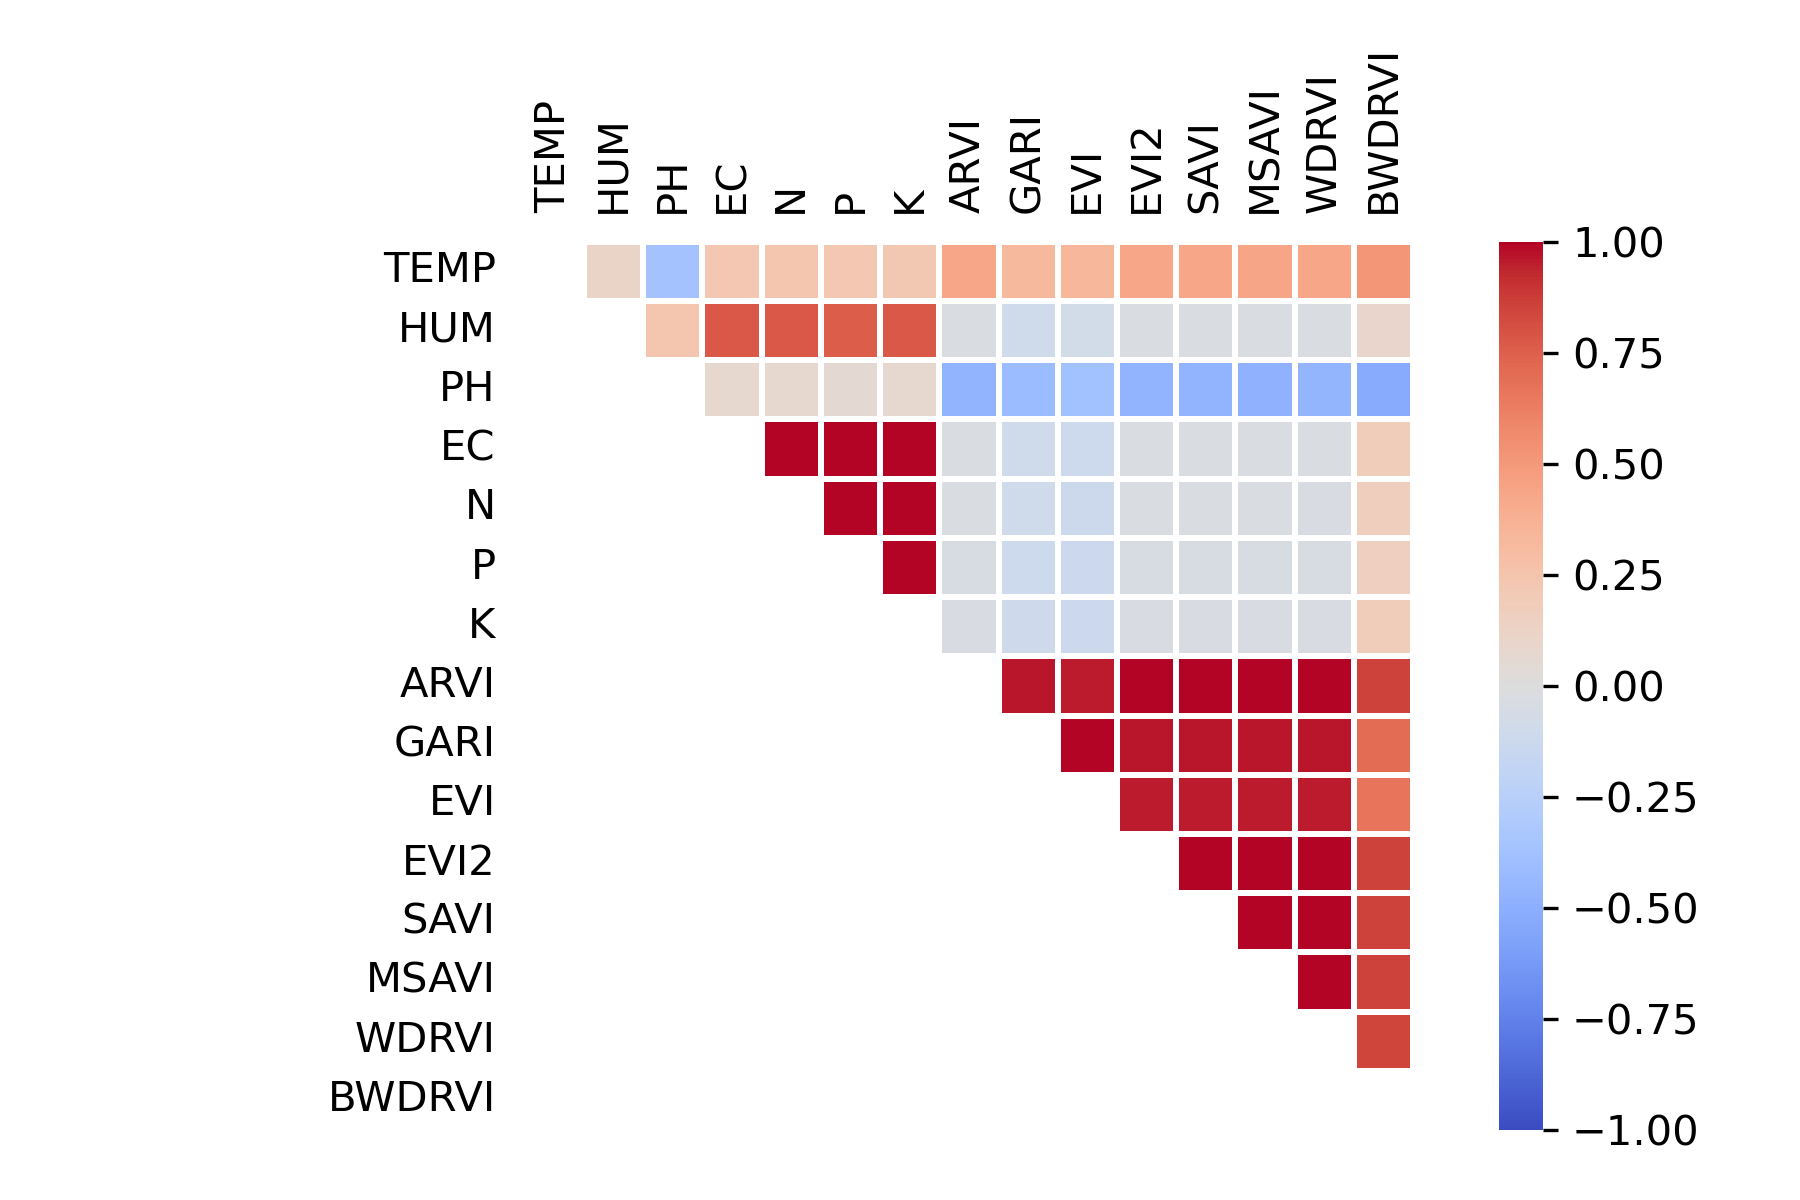 TEMP
HUM
PH
EC
N
P
K
ARVI
GARI
EVI
EVI2
SAVI
MSAVI
WDRVI
BWDRVI
TEMP
HUM
PH
EC
N
P
K
ARVI
GARI
EVI
EVI2
SAVI
MSAVI
WDRVI
BWDRVI
1.00
0.75
0.50
0.25
0.00
−0.25
−0.50
−0.75
−1.00